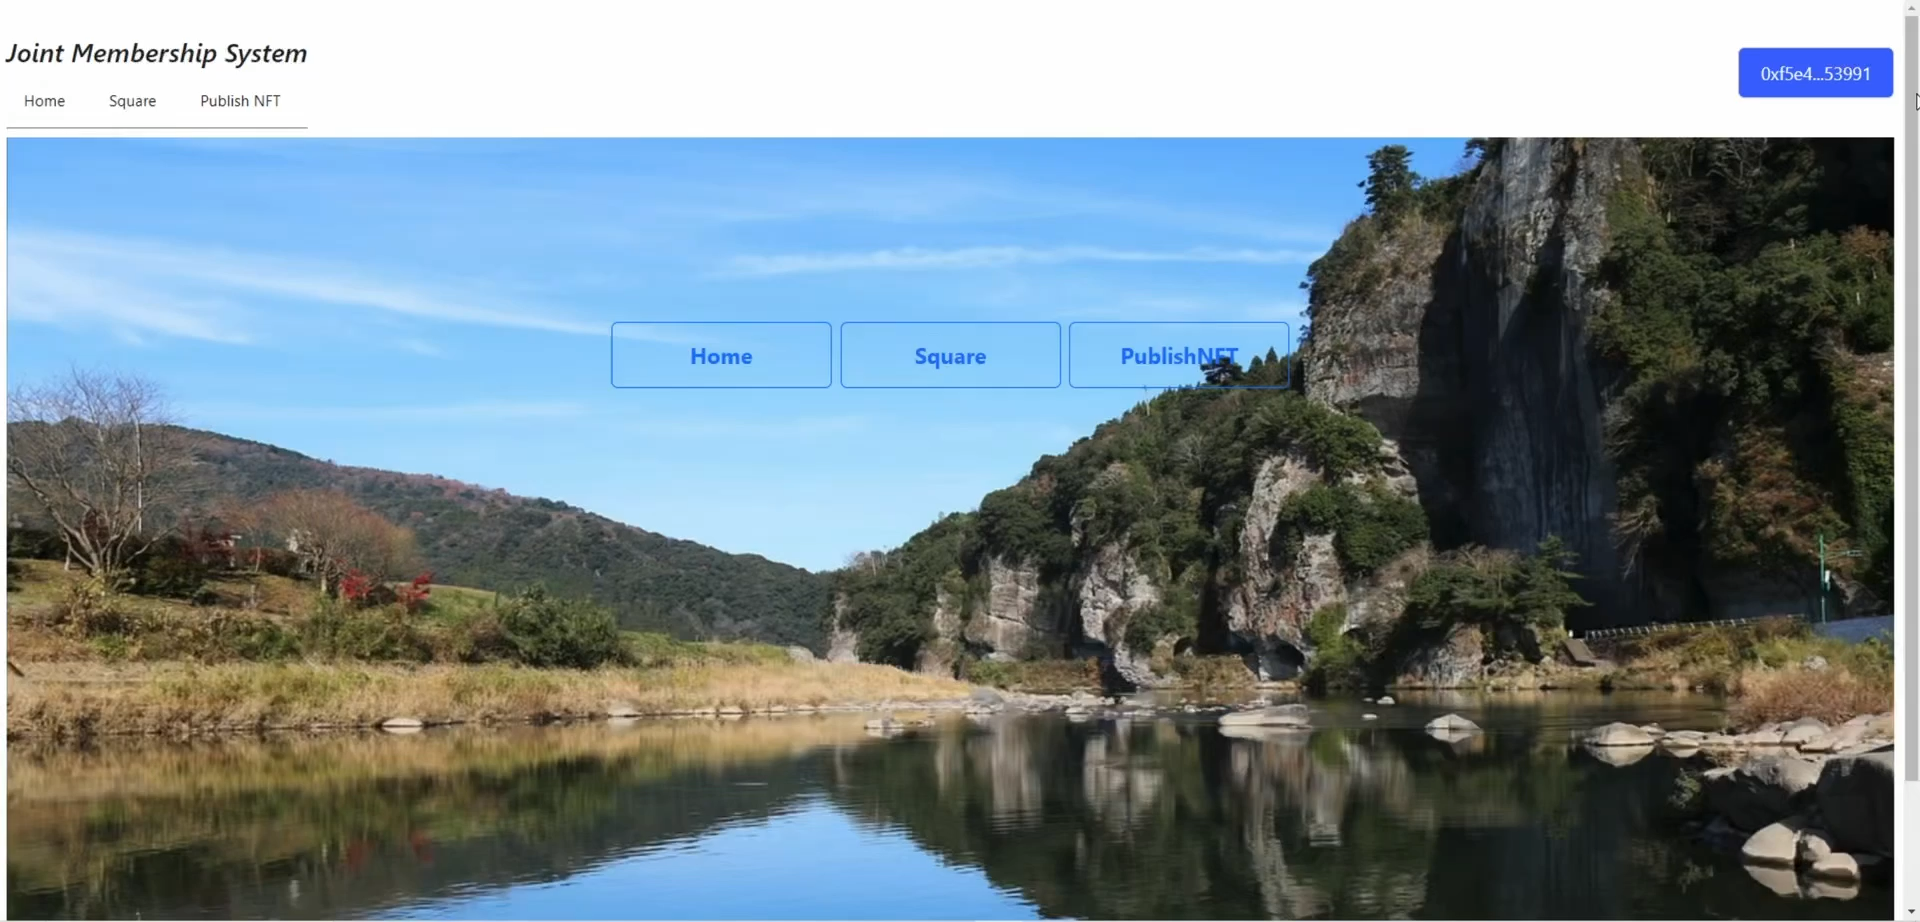 Joint Membership System
0xf5e4...53991
Home Square Publish NFT
Home Square PublishNFT